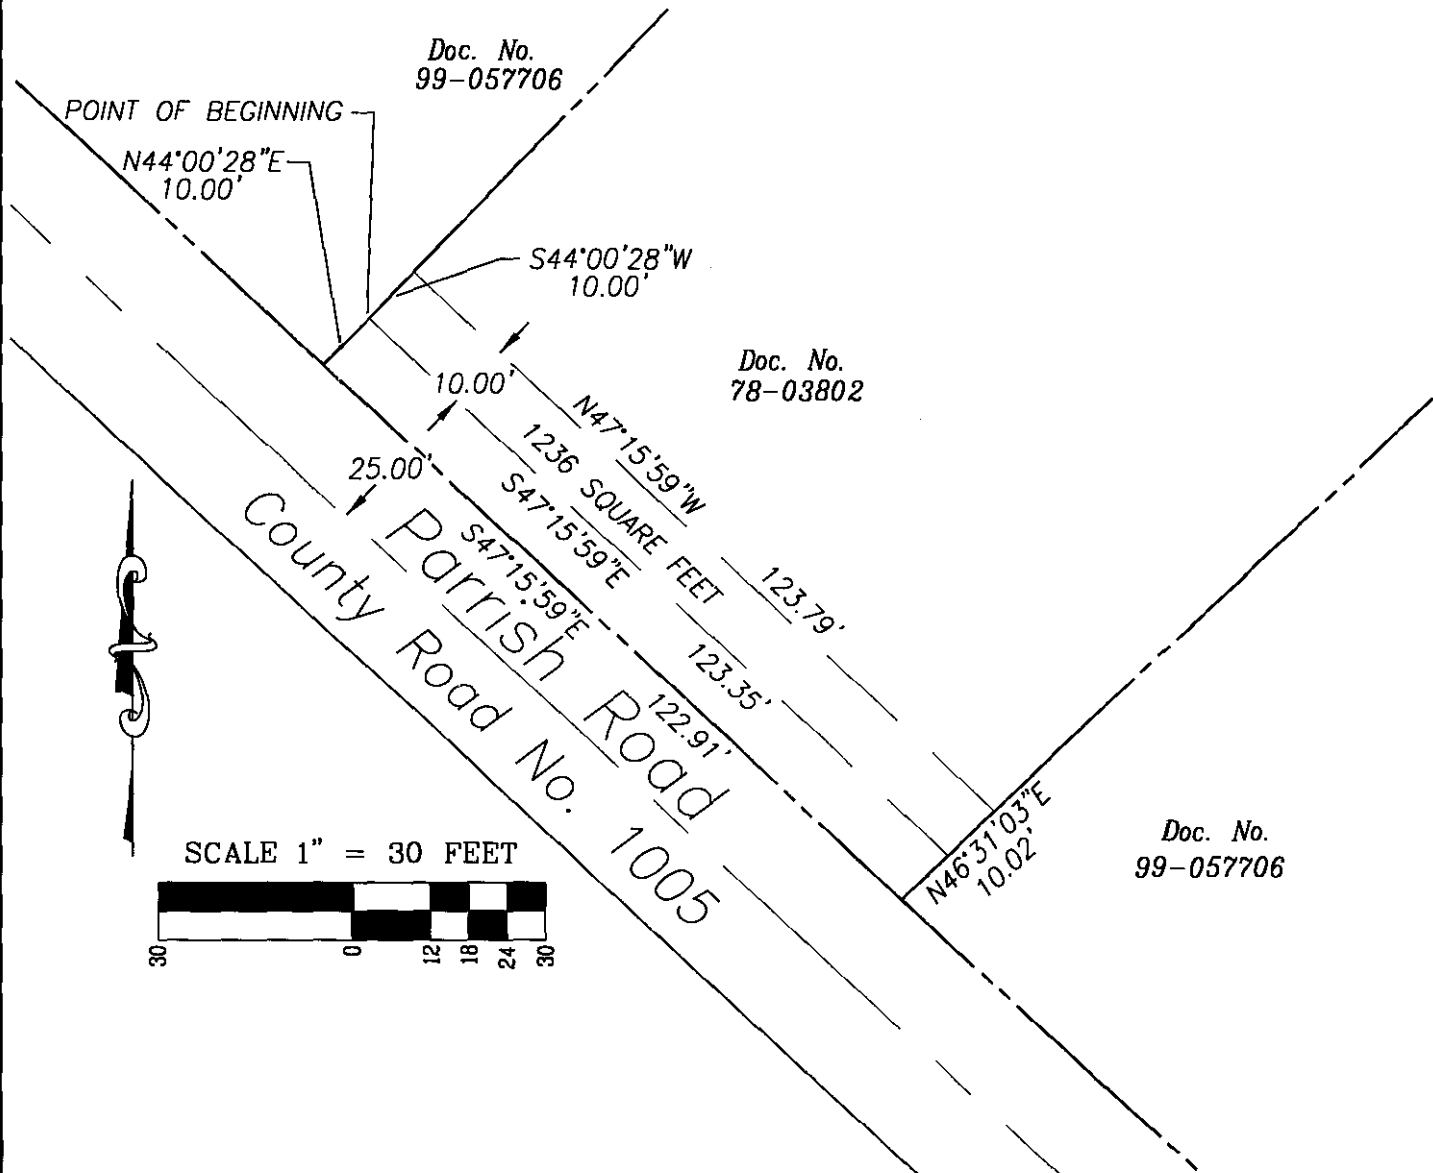 Doc. No.
99-057706
POINT OF BEGINNING
N44°00'28"E
10.00'
S44°00'28"W
10.00'
Doc. No.
78-03802
10.00'
25.00'
N47°15'59"W
123.79'
1236 SQUARE FEET
S47°15'59"E
123.35'
S47°15'59"E
122.91'
Parrish Road
County Road No. 1005
N46°31'03"E
10.02'
Doc. No.
99-057706
SCALE 1" = 30 FEET
30 0 12 18 24 30